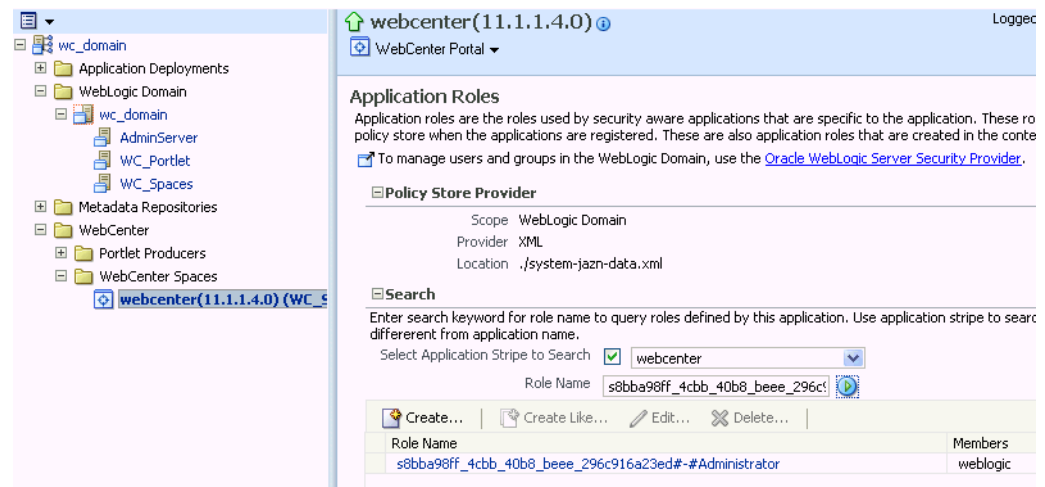 wc_domain
Application Deployments
WebLogic Domain
wc_domain
AdminServer
WC_Portlet
WC_Spaces
Metadata Repositories
WebCenter
Portlet Producers
WebCenter Spaces
webcenter(11.1.1.4.0) (WC_S
webcenter(11.1.1.4.0)
Logged
WebCenter Portal
Application Roles
Application roles are the roles used by security aware applications that are specific to the application. These ro
policy store when the applications are registered. These are also application roles that are created in the conte
To manage users and groups in the WebLogic Domain, use the Oracle WebLogic Server Security Provider.
Policy Store Provider
Scope WebLogic Domain
Provider XML
Location ./system-jazn-data.xml
Search
Enter search keyword for role name to query roles defined by this application. Use application stripe to searc
differerent from application name.
Select Application Stripe to Search webcenter
Role Name s8bba98ff_4cbb_40b8_beee_296c9
Create... Create Like... Edit... Delete...
Role Name Members
s8bba98ff_4cbb_40b8_beee_296c916a23ed#-#Administrator weblogic